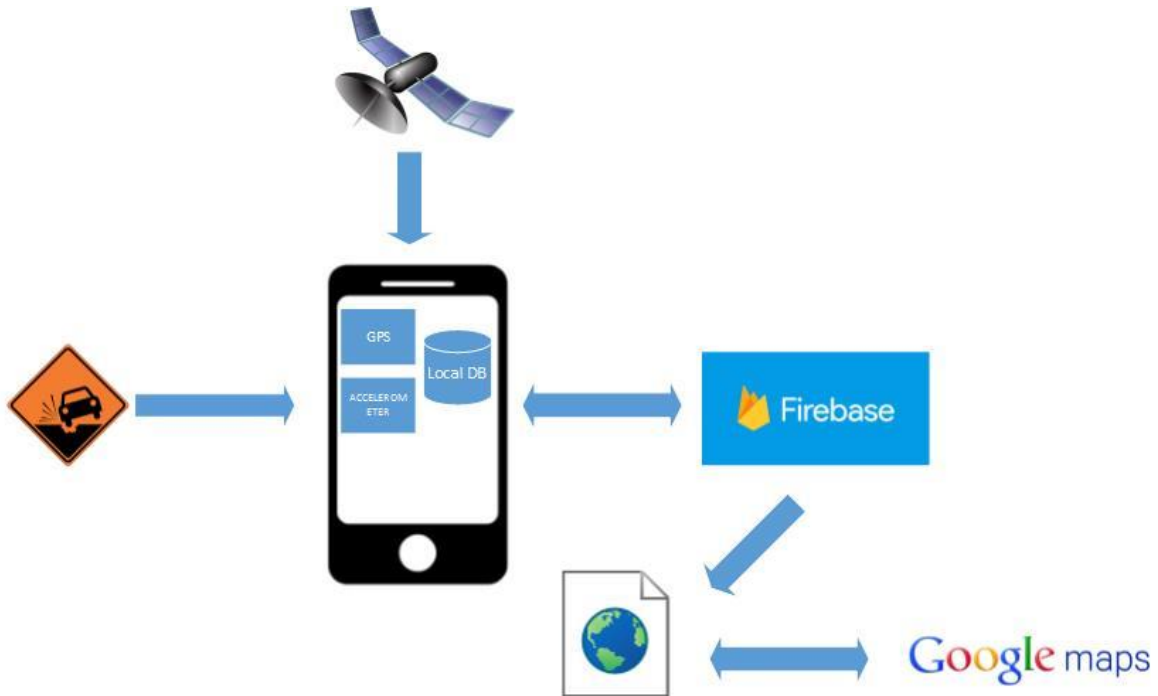 GPS
Local DB
ACCELEROM
ETER
Firebase
Google maps